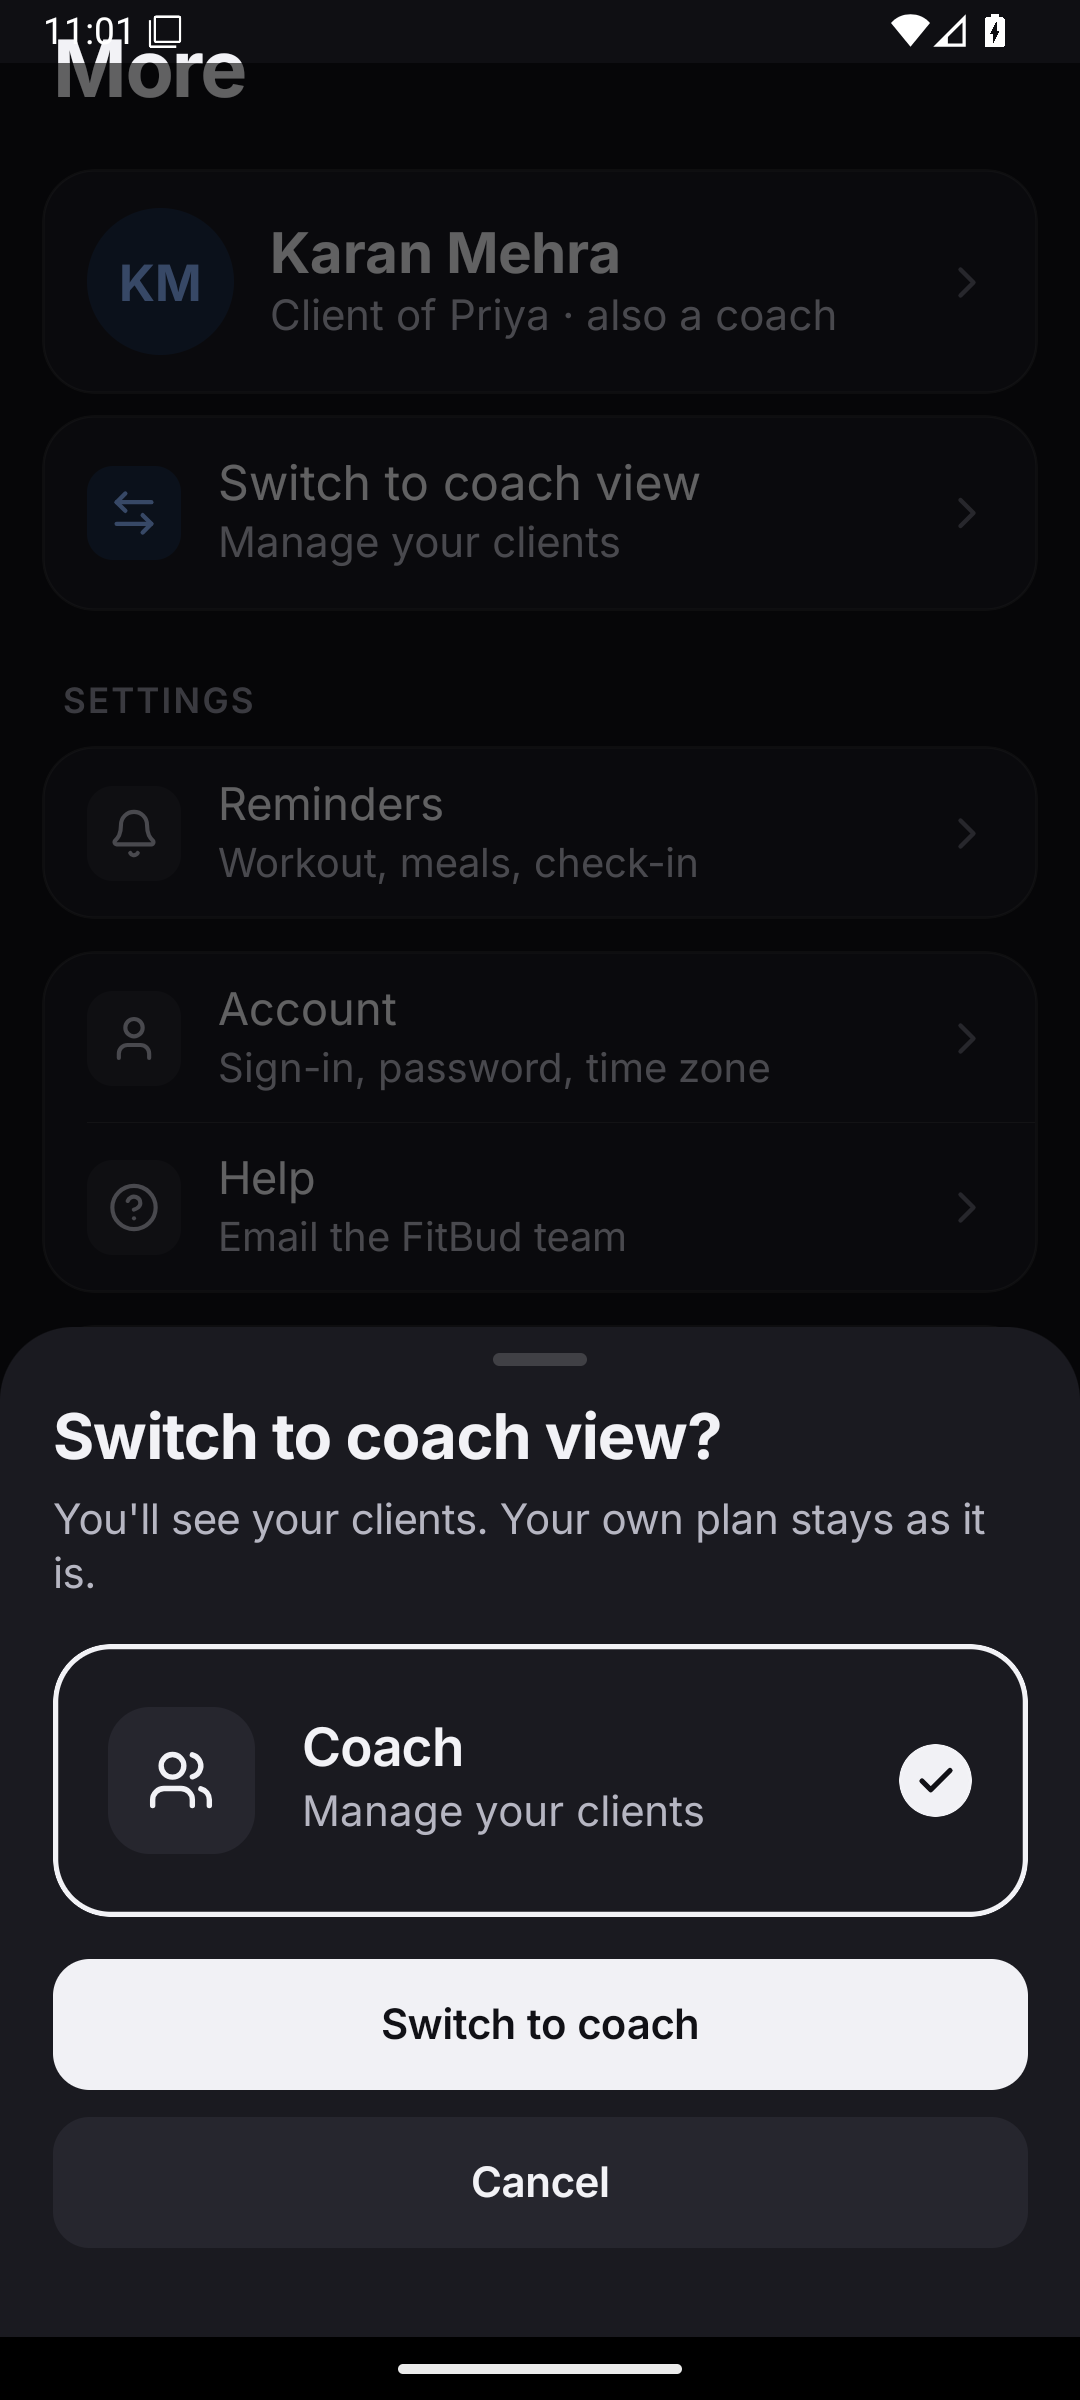 11:01
More
KM
Karan Mehra
Client of Priya · also a coach
Switch to coach view
Manage your clients
SETTINGS
Reminders
Workout, meals, check-in
Account
Sign-in, password, time zone
Help
Email the FitBud team
Switch to coach view?
You'll see your clients. Your own plan stays as it
is.
Coach
Manage your clients
Switch to coach
Cancel